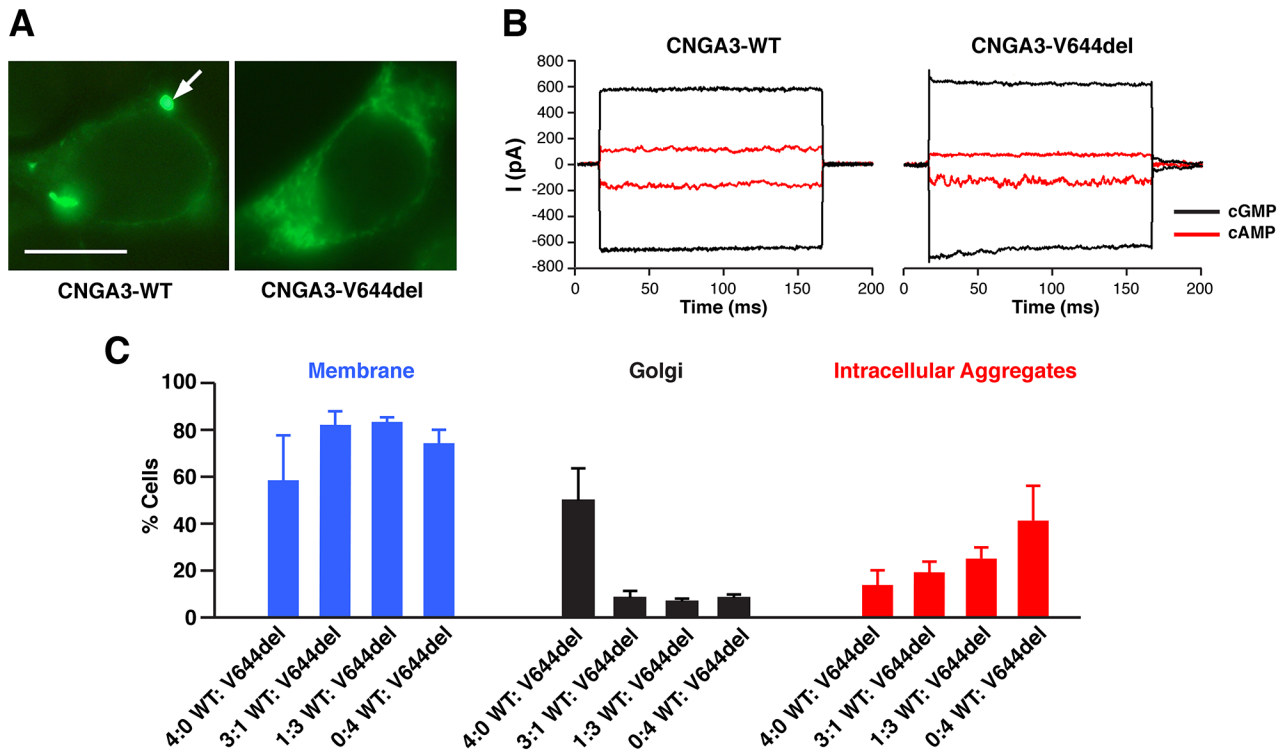 A
CNGA3-WT
CNGA3-V644del
B
CNGA3-WT
CNGA3-V644del
I (pA)
800
600
400
200
0
-200
-400
-600
-800
0
50
100
150
200
Time (ms)
0
50
100
150
200
Time (ms)
cGMP
cAMP
C
Membrane
Golgi
Intracellular Aggregates
% Cells
100
80
60
40
20
0
4:0 WT: V644del
3:1 WT: V644del
1:3 WT: V644del
0:4 WT: V644del
4:0 WT: V644del
3:1 WT: V644del
1:3 WT: V644del
0:4 WT: V644del
4:0 WT: V644del
3:1 WT: V644del
1:3 WT: V644del
0:4 WT: V644del